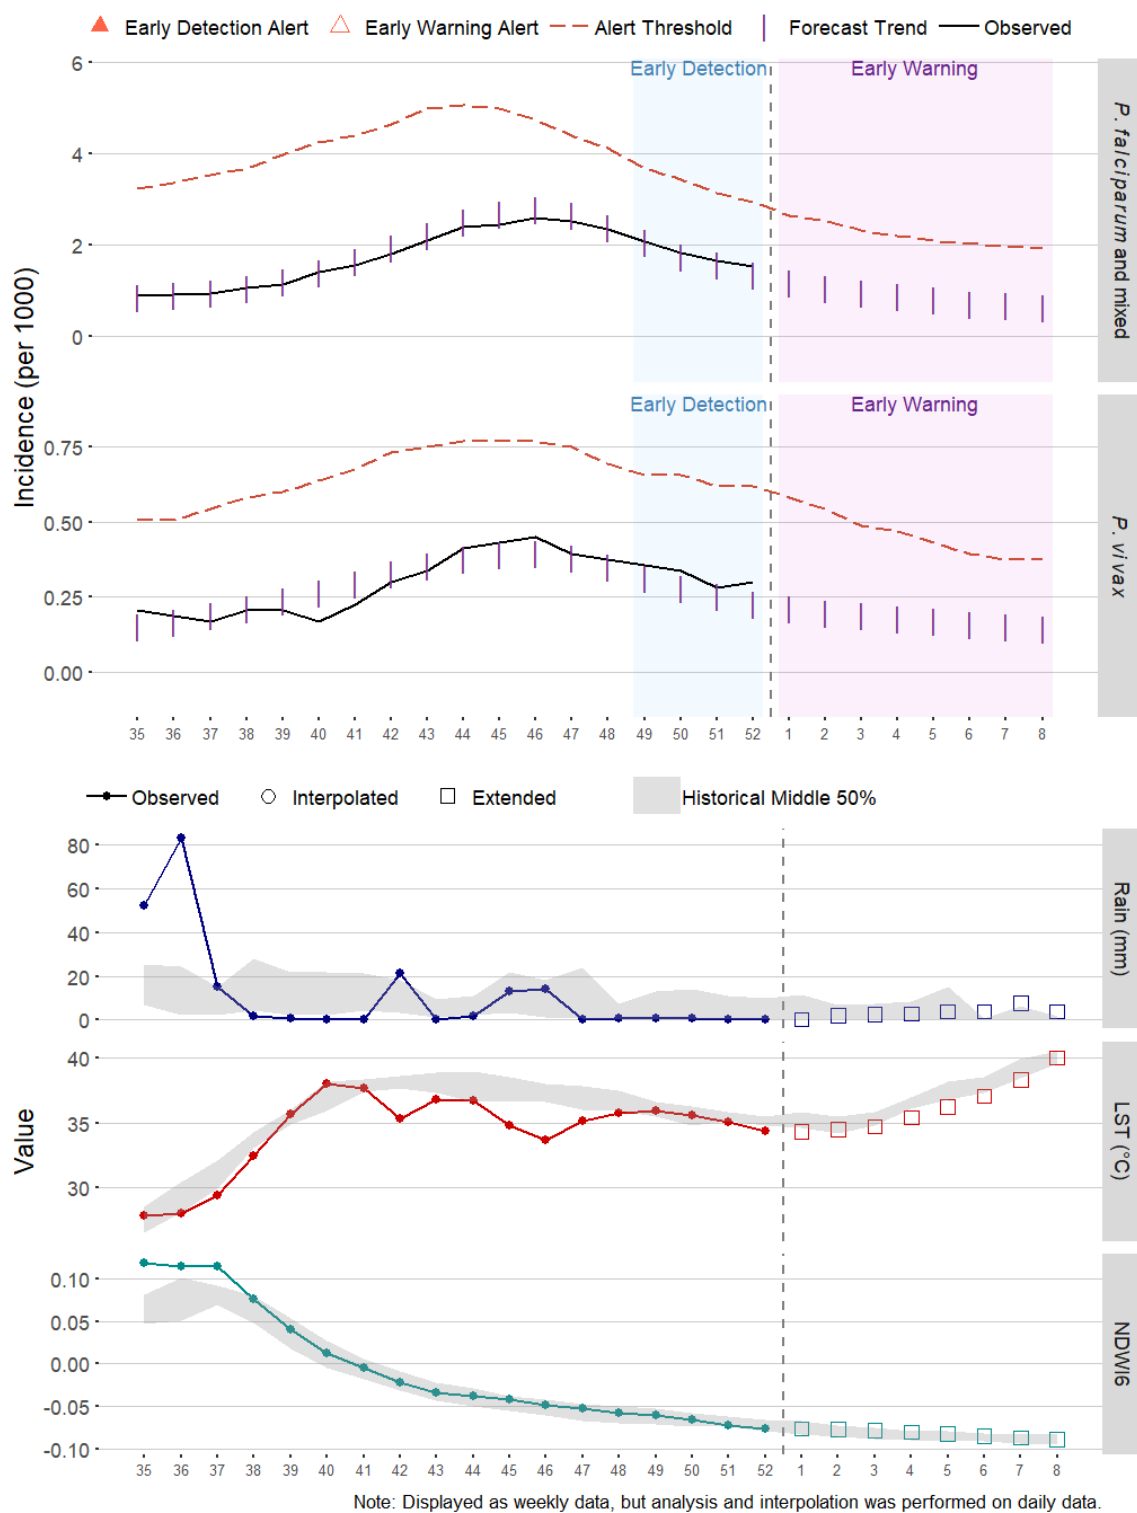 Early Detection Alert Early Warning Alert Alert Threshold Forecast Trend Observed
Early Detection Early Warning
6
4
2
0
P. falciparum and mixed
Incidence (per 1000)
Early Detection Early Warning
0.75
0.50
0.25
0.00
P. vivax
35 36 37 38 39 40 41 42 43 44 45 46 47 48 49 50 51 52 1 2 3 4 5 6 7 8
Observed Interpolated Extended Historical Middle 50%
80
60
40
20
0
Rain (mm)
Value
40
35
30
LST (°C)
0.10
0.05
0.00
-0.05
-0.10
NDWI6
35 36 37 38 39 40 41 42 43 44 45 46 47 48 49 50 51 52 1 2 3 4 5 6 7 8
Note: Displayed as weekly data, but analysis and interpolation was performed on daily data.